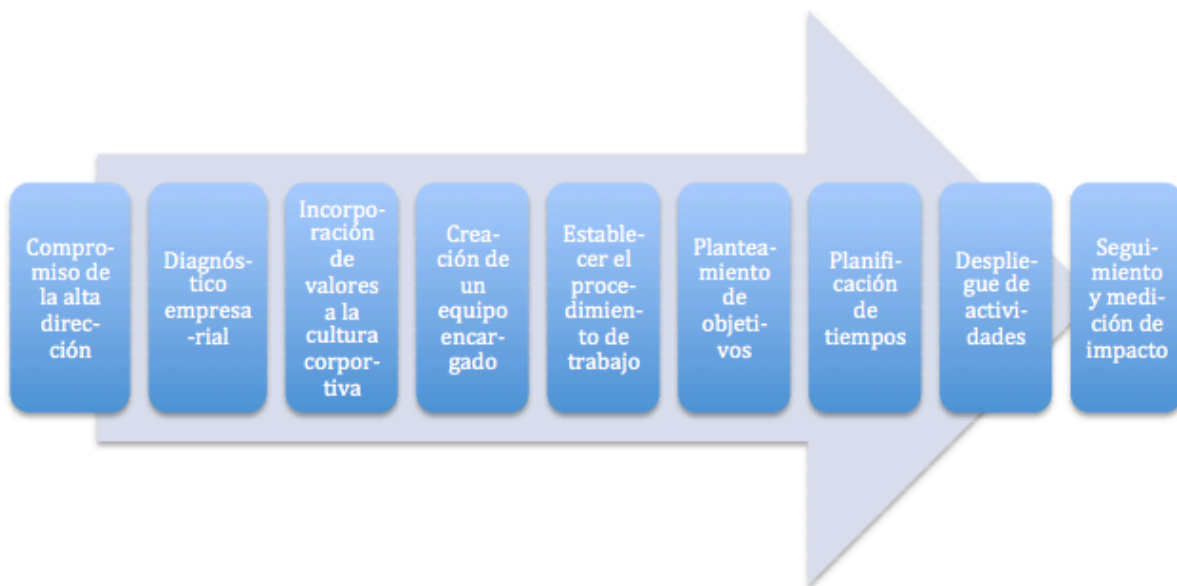 Compro-
miso de
la alta
direc-
ción
Diagnós-
tico
empresa
-rial
Incorpo-
ración
de
valores
a la
cultura
corpor-
tiva
Crea-
ción de
un
equipo
encar-
gado
Estable-
cer el
proce-
dimien-
to de
trabajo
Plantea-
miento
de
objeti-
vos
Planifi-
cación
de
tiempos
Desplie-
gue de
activi-
dades
Segui-
miento
y medi-
ción de
impacto